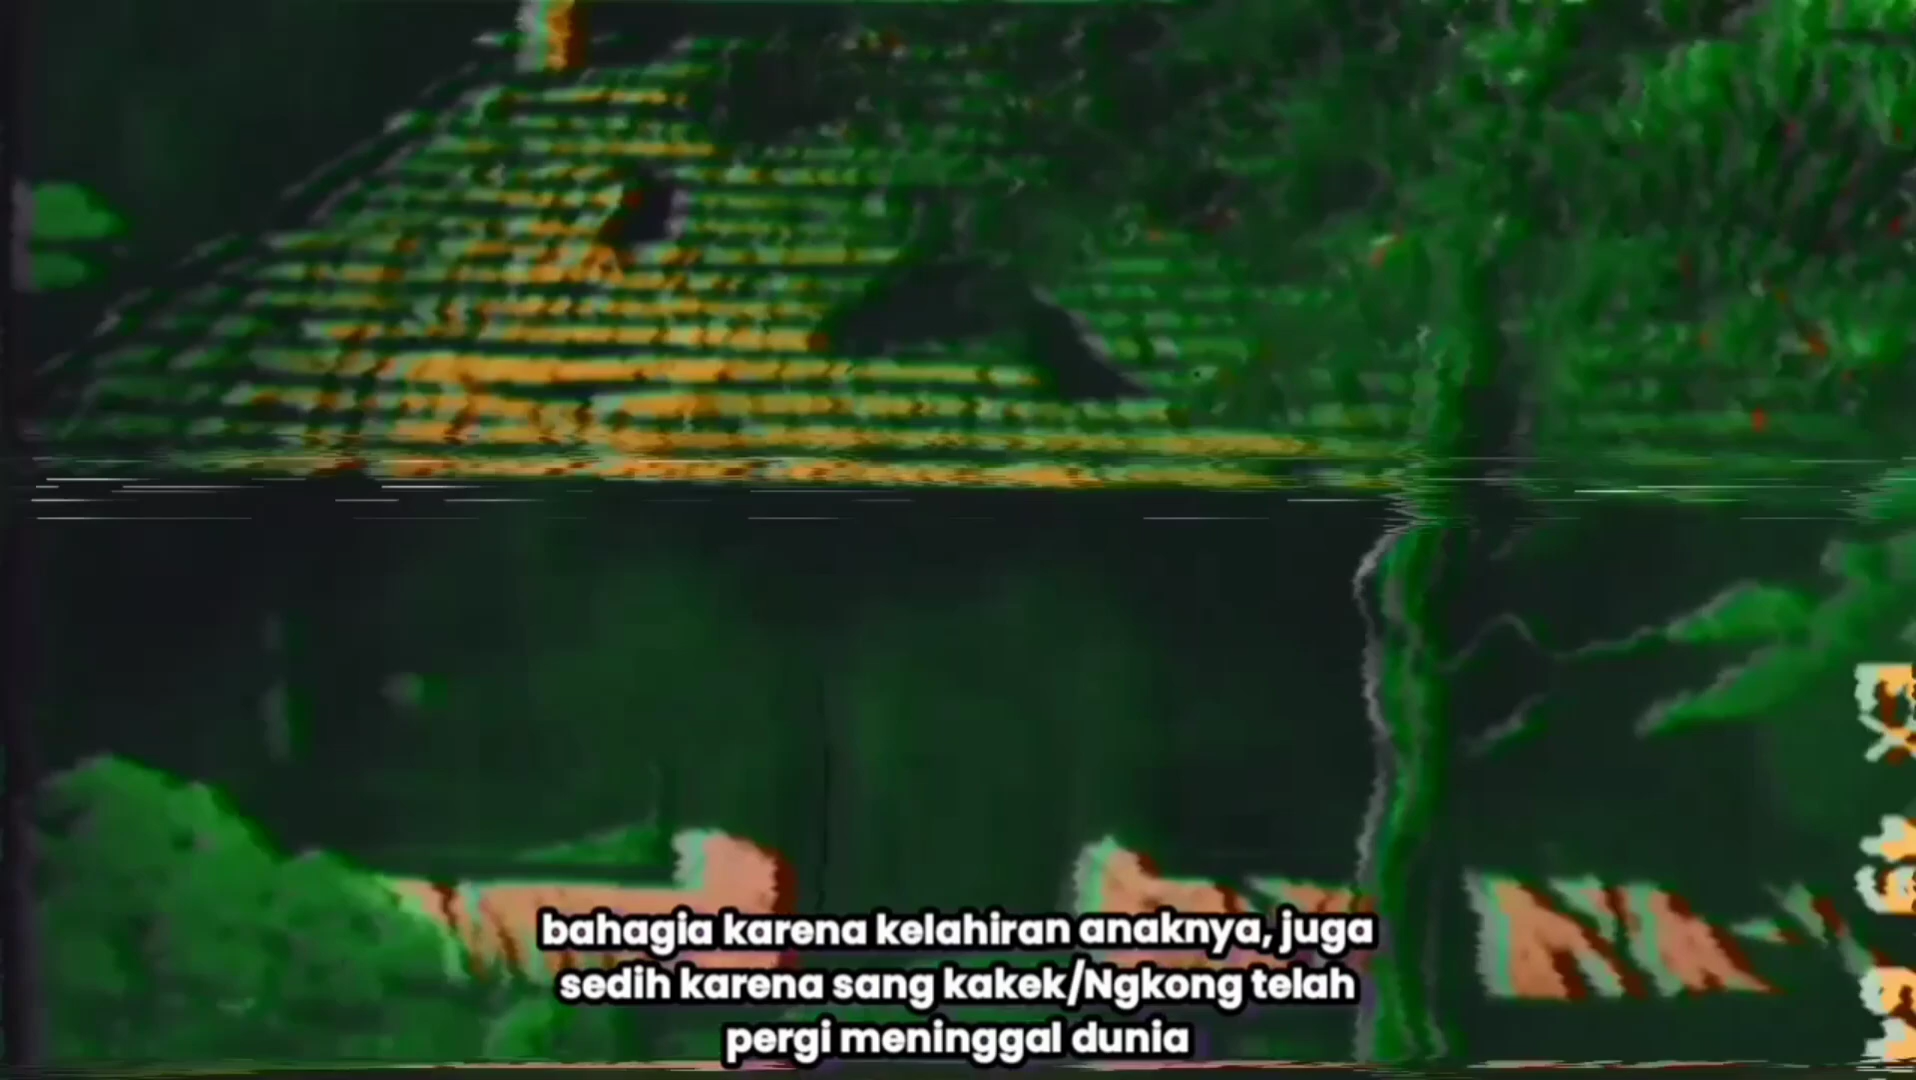 bahagia karena kelahiran anaknya, juga
sedih karena sang kakek/Ngkong telah
pergi meninggal dunia